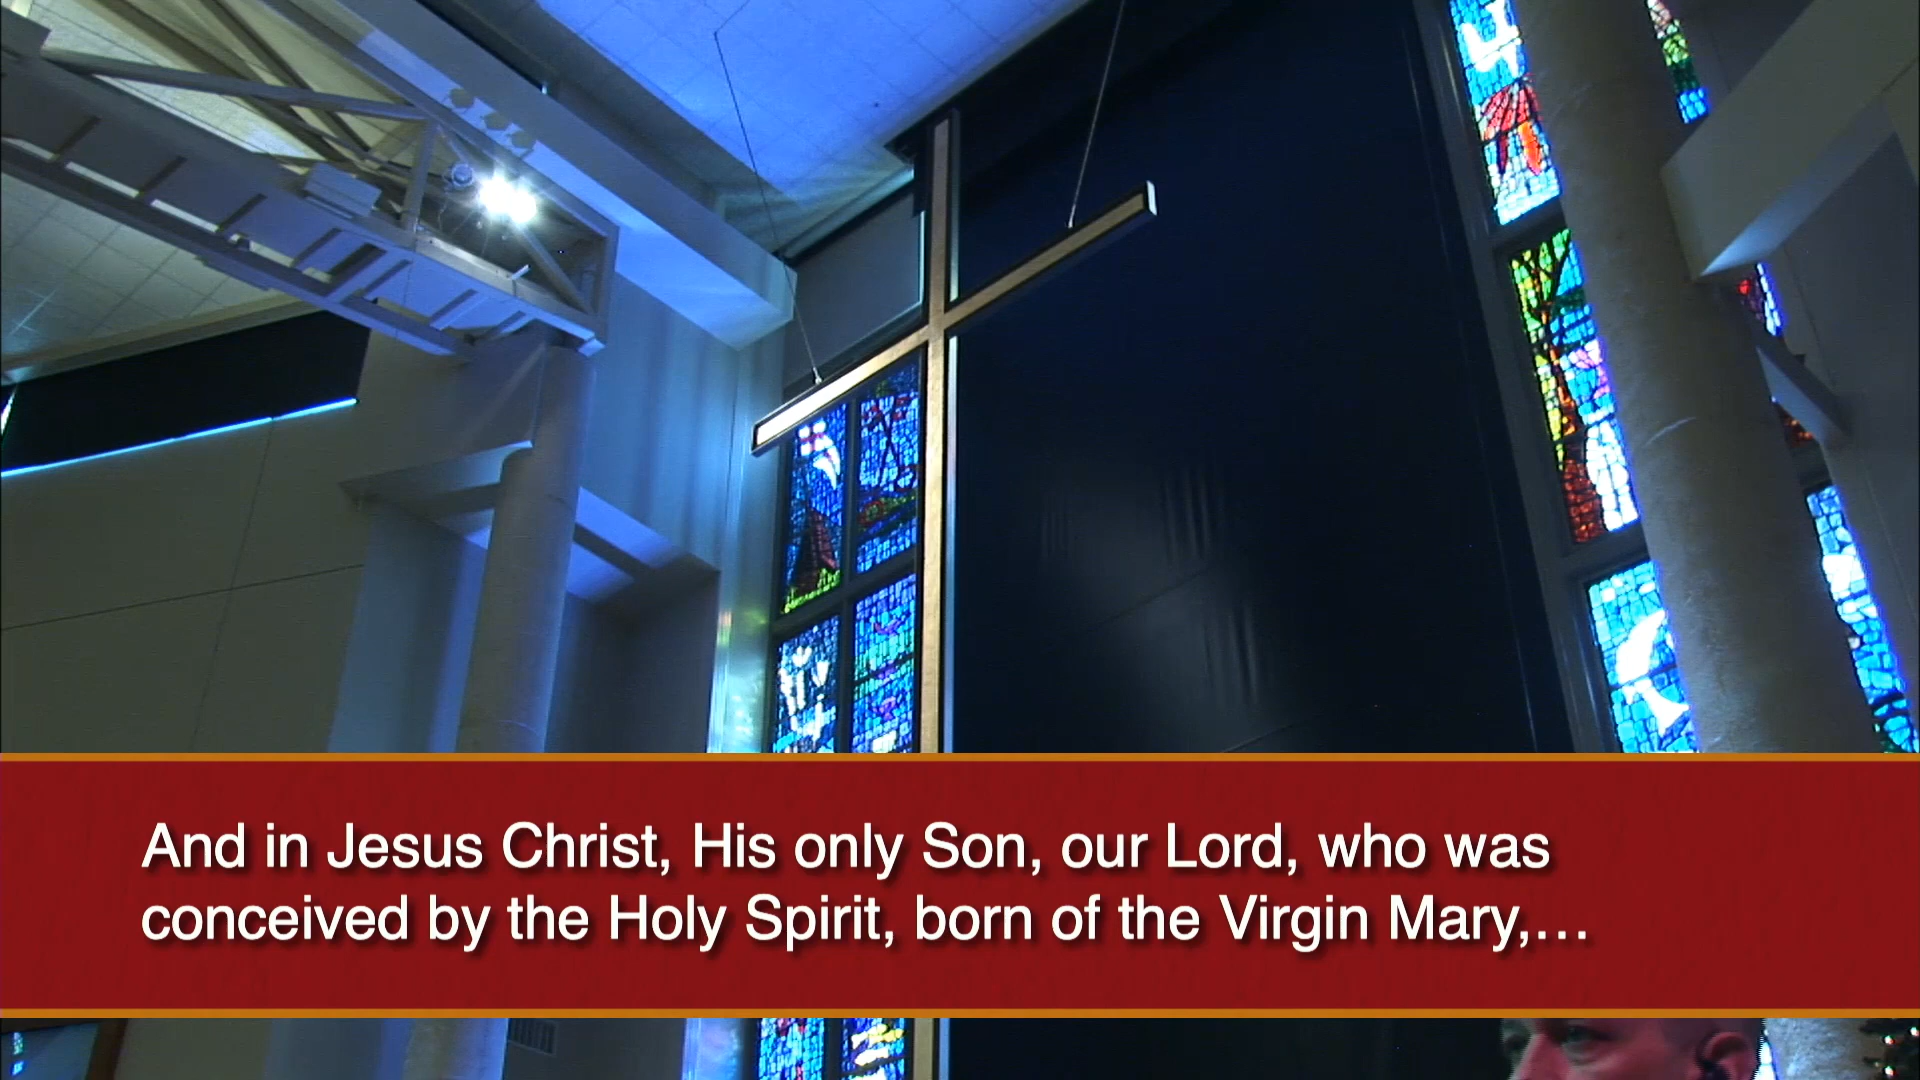 And in Jesus Christ, His only Son, our Lord, who was
conceived by the Holy Spirit, born of the Virgin Mary,…